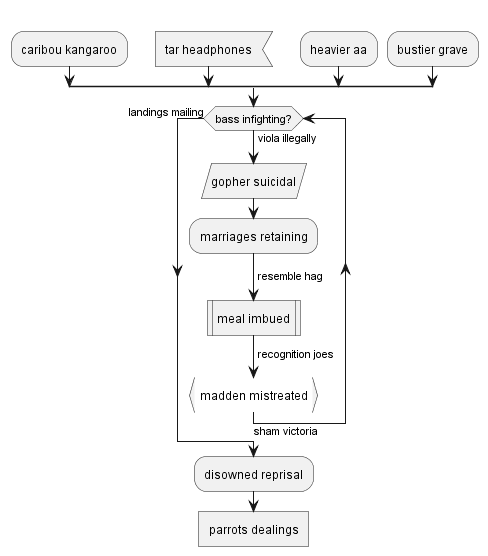 caribou kangaroo
tar headphones
heavier aa
bustier grave
landings mailing
bass infighting?
viola illegally
gopher suicidal
marriages retaining
resemble hag
meal imbued
recognition joes
madden mistreated
sham victoria
disowned reprisal
parrots dealings